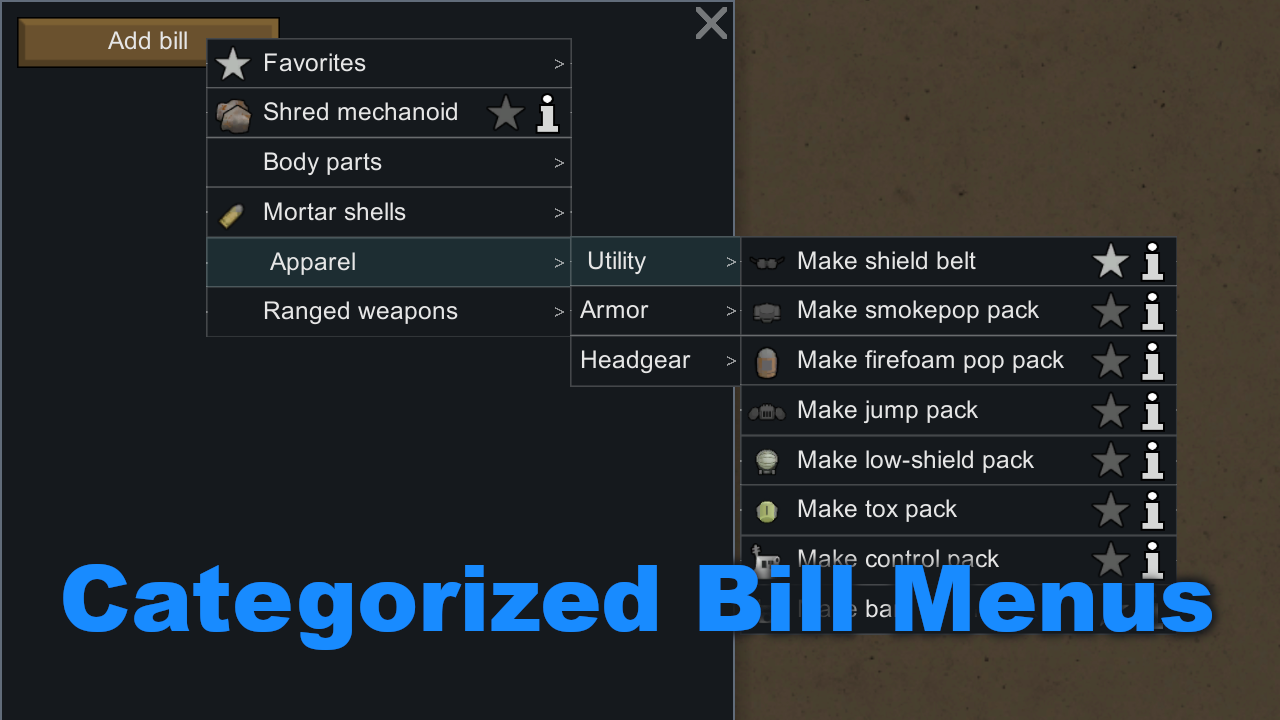 Add bill
Favorites >
Shred mechanoid
Body parts >
Mortar shells >
Apparel >
Ranged weapons >
Utility >
Armor >
Headgear >
Make shield belt
Make smokepop pack
Make firefoam pop pack
Make jump pack
Make low-shield pack
Make tox pack
Make control pack
Categorized Bill Menus